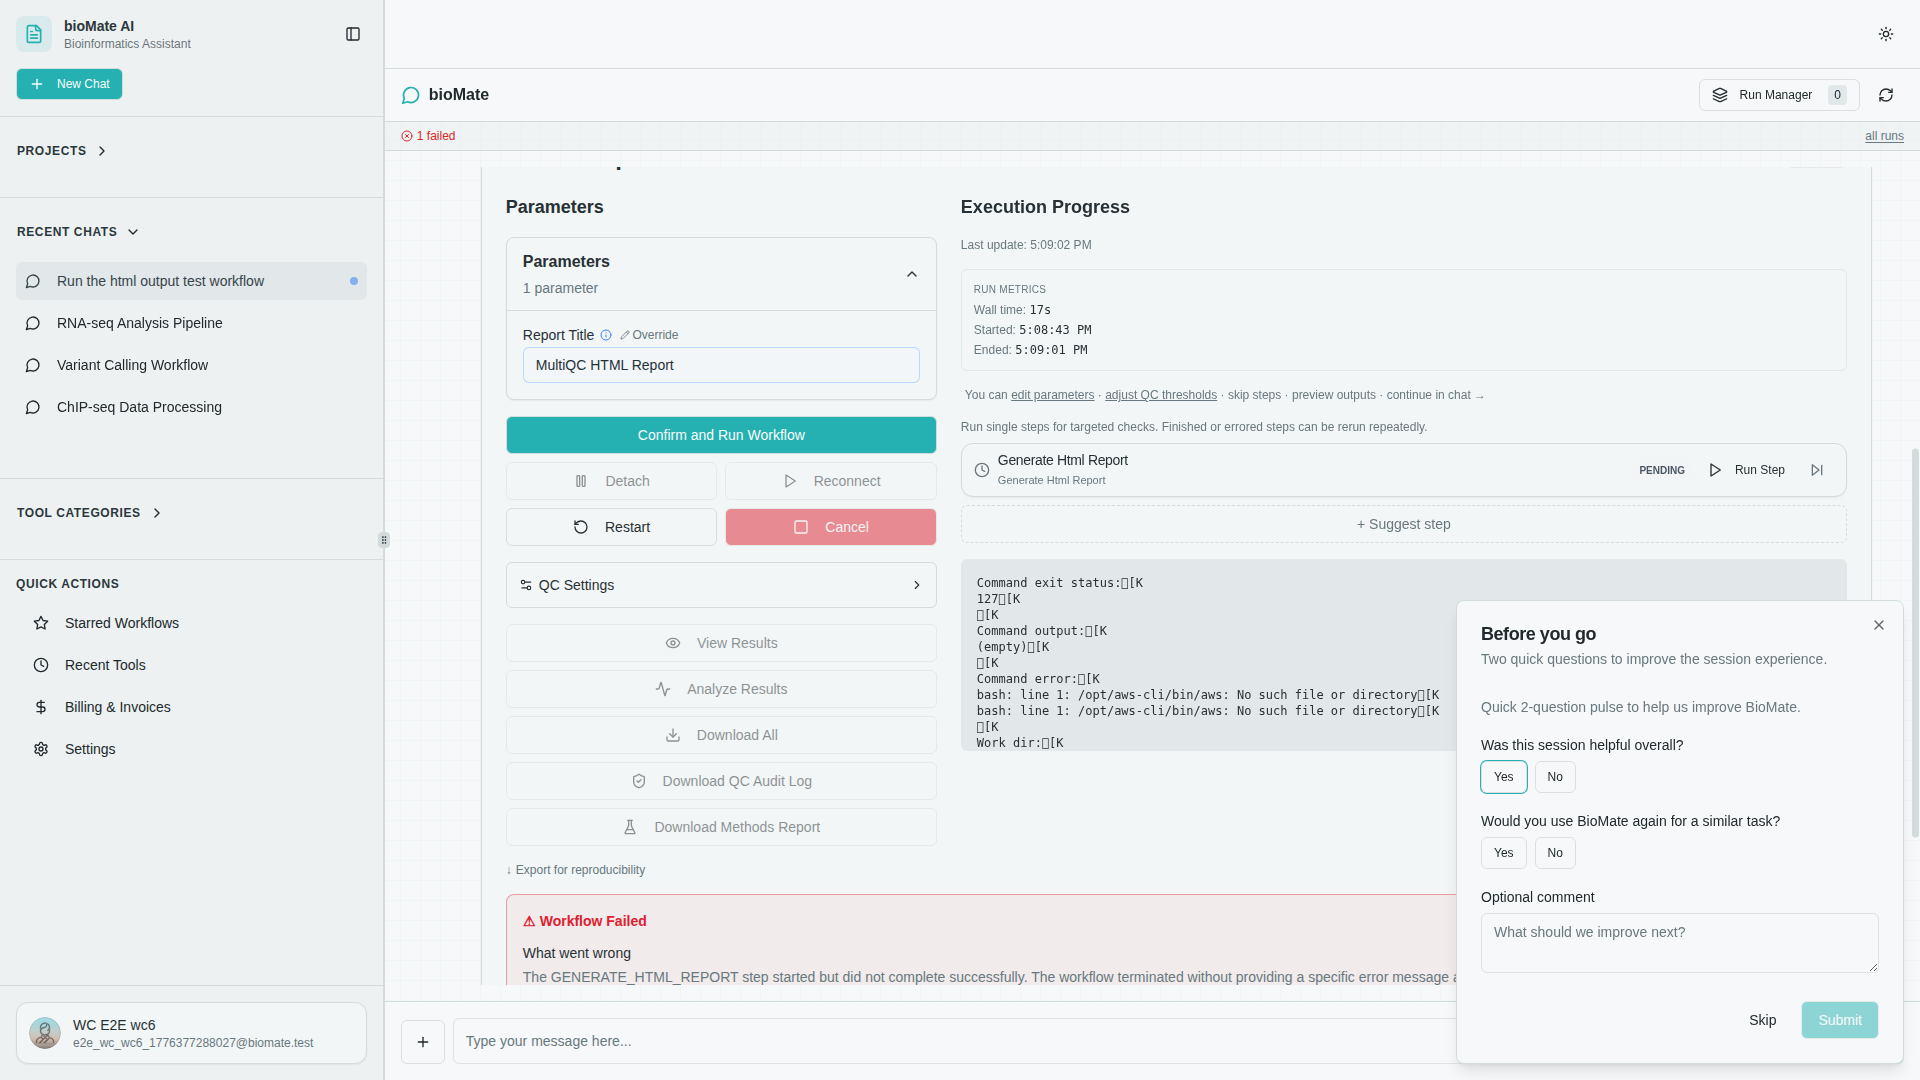 bioMate AI
Bioinformatics Assistant
New Chat
PROJECTS
RECENT CHATS
Run the html output test workflow
RNA-seq Analysis Pipeline
Variant Calling Workflow
ChIP-seq Data Processing
TOOL CATEGORIES
QUICK ACTIONS
Starred Workflows
Recent Tools
Billing & Invoices
Settings
WC E2E wc6
e2e_wc_wc6_1776377288027@biomate.test
bioMate
Run Manager 0
1 failed
all runs
Parameters
Parameters
1 parameter
Report Title Override
MultiQC HTML Report
Confirm and Run Workflow
Detach
Reconnect
Restart
Cancel
QC Settings
View Results
Analyze Results
Download All
Download QC Audit Log
Download Methods Report
↓ Export for reproducibility
Execution Progress
Last update: 5:09:02 PM
RUN METRICS
Wall time: 17s
Started: 5:08:43 PM
Ended: 5:09:01 PM
You can edit parameters · adjust QC thresholds · skip steps · preview outputs · continue in chat →
Run single steps for targeted checks. Finished or errored steps can be rerun repeatedly.
Generate Html Report
Generate Html Report
PENDING
Run Step
+ Suggest step
Command exit status:□[K
127□[K
□[K
Command output:□[K
(empty)□[K
□[K
Command error:□[K
bash: line 1: /opt/aws-cli/bin/aws: No such file or directory□[K
bash: line 1: /opt/aws-cli/bin/aws: No such file or directory□[K
□[K
Work dir:□[K
⚠ Workflow Failed
What went wrong
The GENERATE_HTML_REPORT step started but did not complete successfully. The workflow terminated without providing a specific error message
Type your message here...
Before you go
Two quick questions to improve the session experience.
Quick 2-question pulse to help us improve BioMate.
Was this session helpful overall?
Yes
No
Would you use BioMate again for a similar task?
Yes
No
Optional comment
What should we improve next?
Skip
Submit